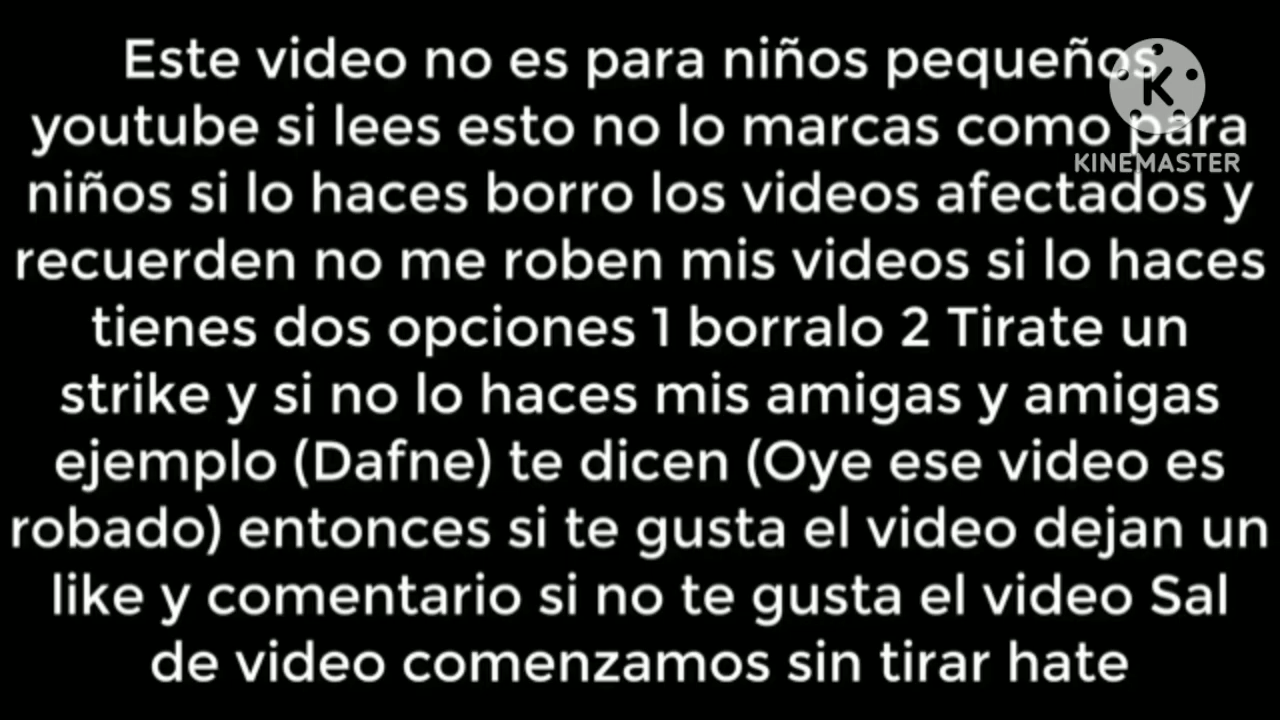 Este video no es para niños pequeños
youtube si lees esto no lo marcas como para
niños si lo haces borro los videos afectados y
recuerden no me roben mis videos si lo haces
tienes dos opciones 1 borralo 2 Tirate un
strike y si no lo haces mis amigas y amigas
ejemplo (Dafne) te dicen (Oye ese video es
robado) entonces si te gusta el video dejan un
like y comentario si no te gusta el video Sal
de video comenzamos sin tirar hate
K
KINEMASTER